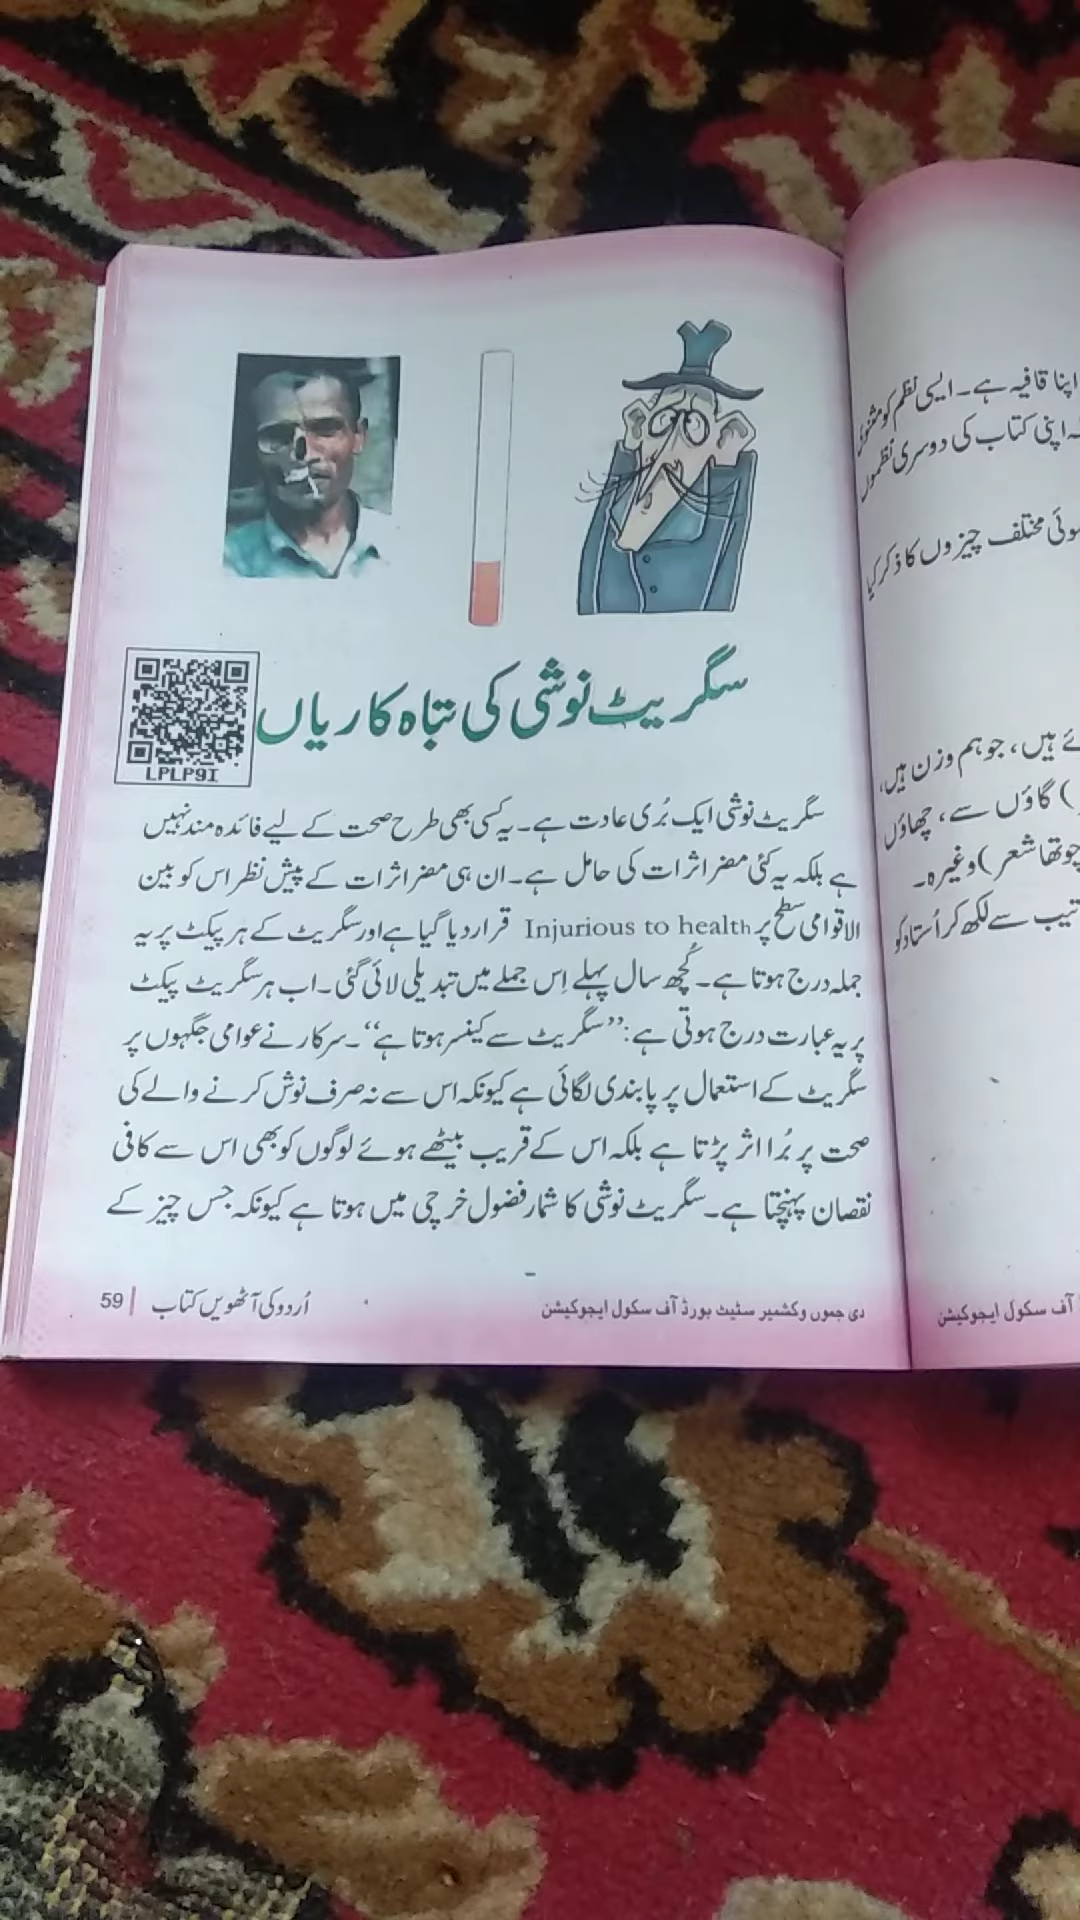 سگریٹ نوشی کی تباہ کاریاں
LPLP9I
سگریٹ نوشی ایک بُری عادت ہے۔ یہ کسی بھی طرح صحت کے لیے فائدہ مند نہیں
ہے بلکہ یہ کئی مضر اثرات کی حامل ہے۔ ان ہی مضر اثرات کے پیش نظر اس کو بین
الاقوامی سطح پر Injurious to health قرار دیا گیا ہے اور سگریٹ کے ہر پیکٹ پر یہ
جملہ درج ہوتا ہے۔ کُچھ سال پہلے اِس جملے میں تبدیلی لائی گئی۔ اب ہر سگریٹ پیکٹ
پر یہ عبارت درج ہوتی ہے: ’’سگریٹ سے کینسر ہوتا ہے‘‘۔ سرکار نے عوامی جگہوں پر
سگریٹ کے استعمال پر پابندی لگائی ہے کیونکہ اس سے نہ صرف نوش کرنے والے کی
صحت پر بُرا اثر پڑتا ہے بلکہ اس کے قریب بیٹھے ہوئے لوگوں کو بھی اس سے کافی
نقصان پہنچتا ہے۔ سگریٹ نوشی کا شمار فضول خرچی میں ہوتا ہے کیونکہ جس چیز کے
دی جموں وکشمیر سٹیٹ بورڈ آف سکول ایجوکیشن
اُردو کی آٹھویں کتاب | 59
اپنا قافیہ ہے۔ ایسی نظم کو مثنوی
اپنی کتاب کی دوسری نظموں
ہوئی مختلف چیزوں کا ذکر کیا
ہیں، جو ہم وزن ہیں،
) گاؤں سے، چھاؤں
چوتھا شعر) وغیرہ۔
سے لکھ کر اُستاد کو
آف سکول ایجوکیشن